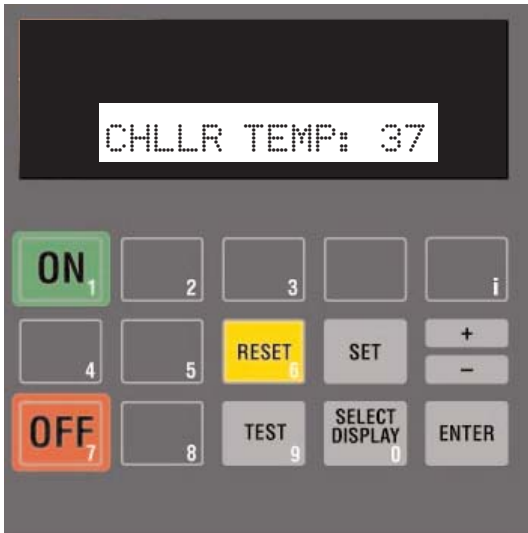 CHLLR TEMP: 37
ON 1
2
3
i
4
5
RESET 6
SET
+
−
OFF 7
8
TEST 9
SELECT
DISPLAY 0
ENTER